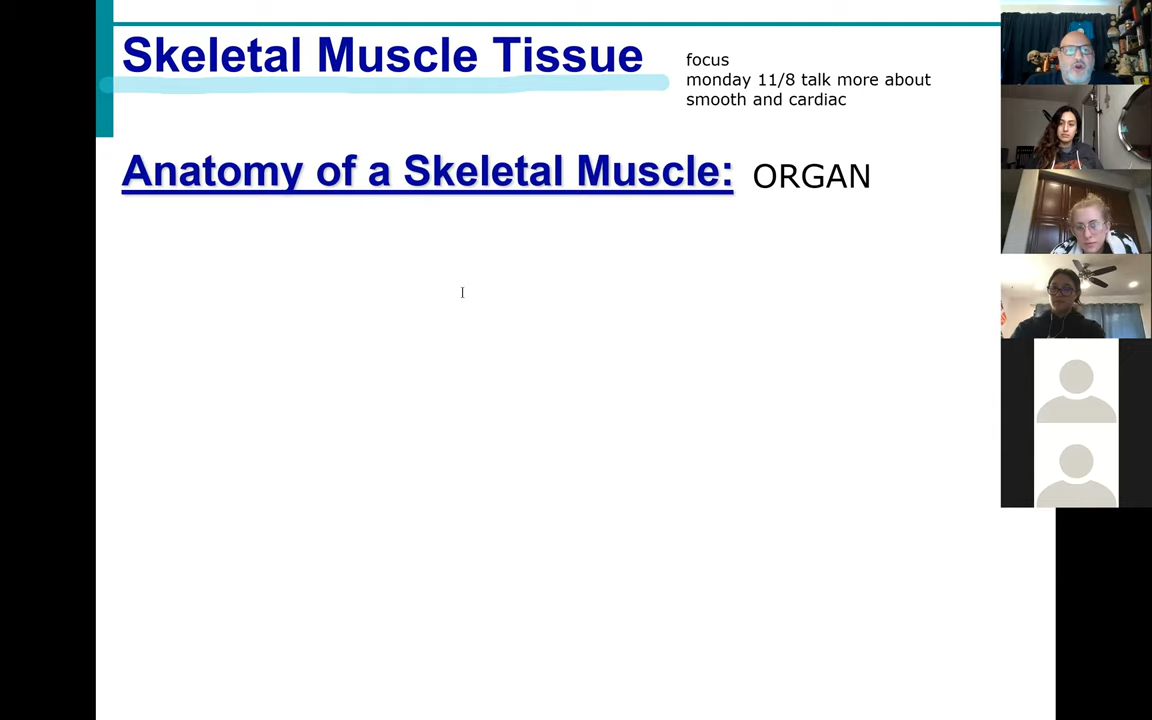 Skeletal Muscle Tissue
focus
monday 11/8 talk more about
smooth and cardiac
Anatomy of a Skeletal Muscle: ORGAN